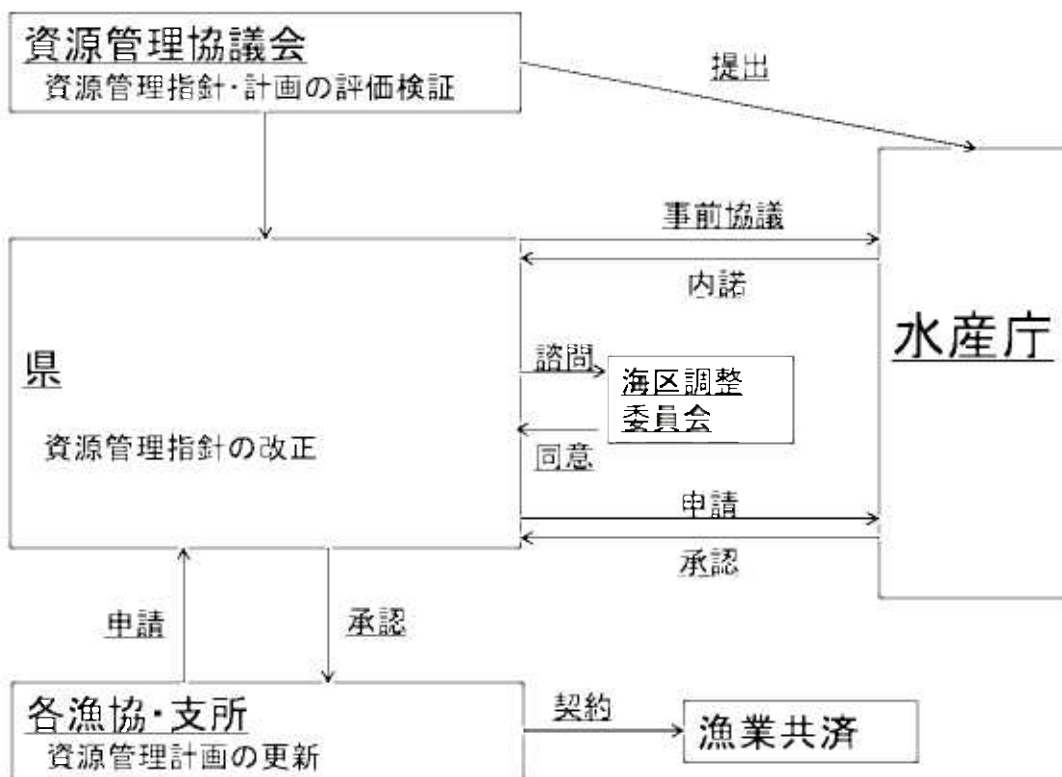 資源管理協議会
資源管理指針・計画の評価検証
提出
事前協議
内諾
水産庁
県
資源管理指針の改正
諮問
海区調整
委員会
同意
申請
承認
申請
承認
各漁協・支所
資源管理計画の更新
契約
漁業共済